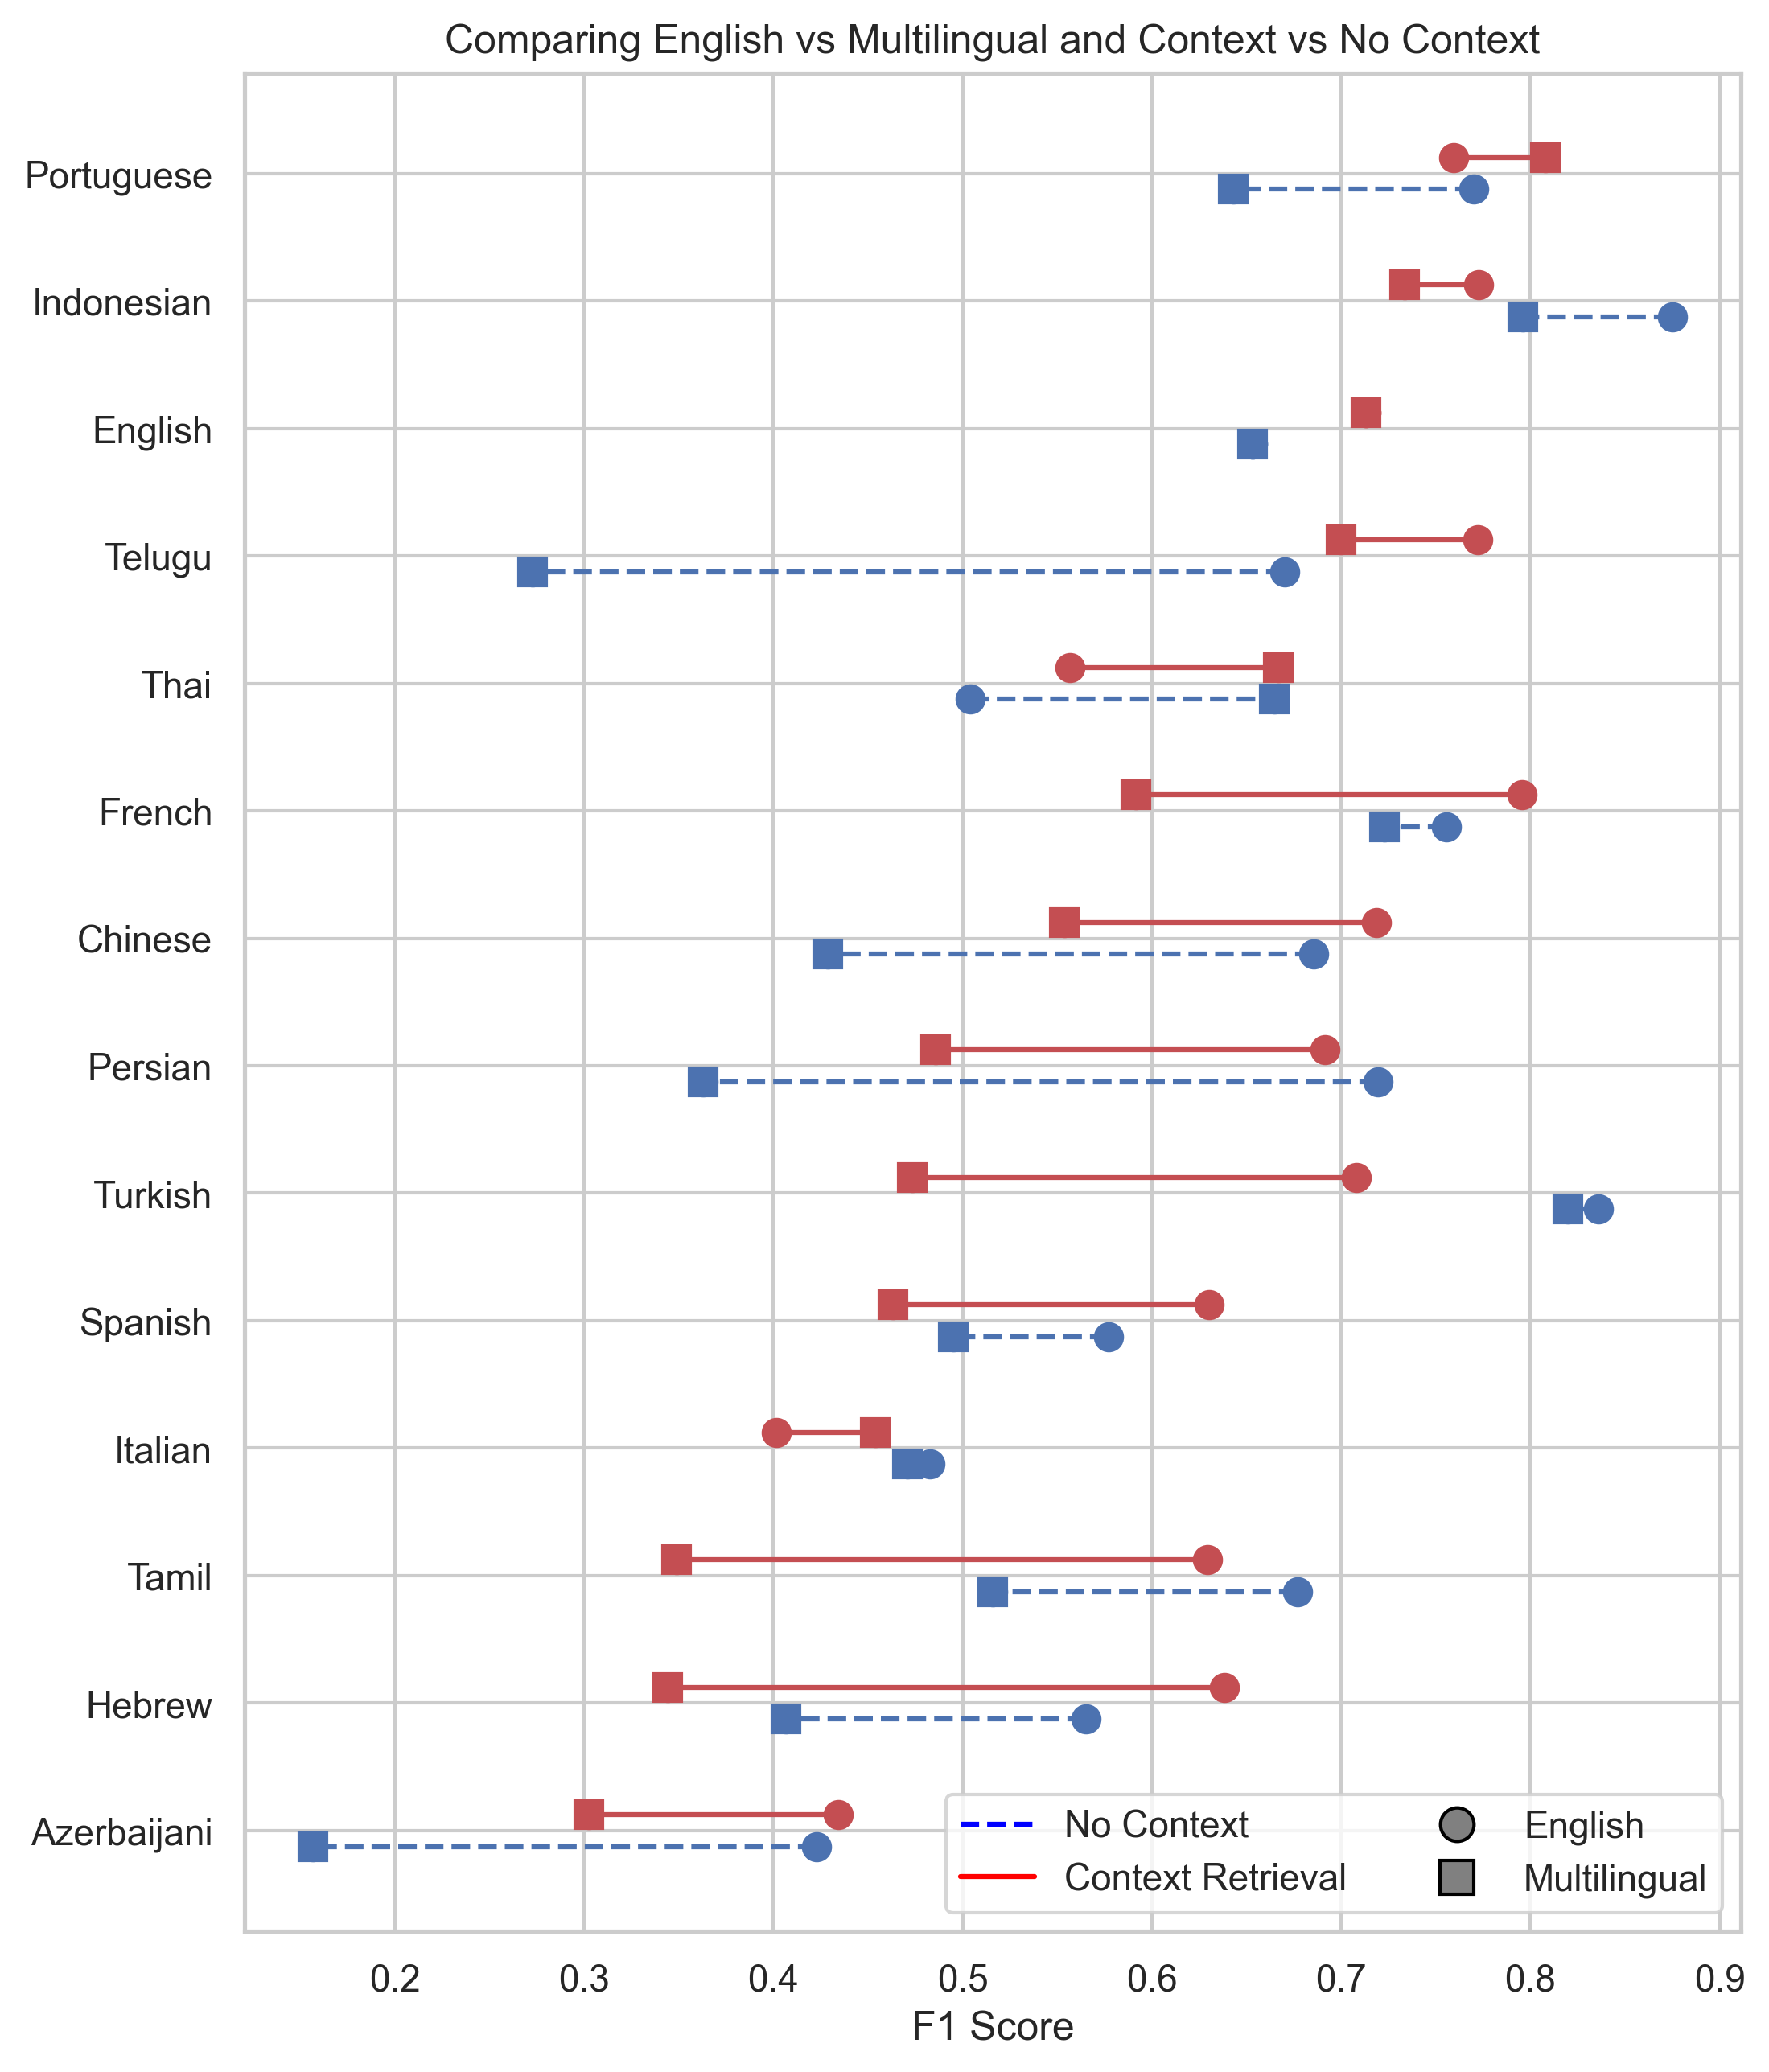 Comparing English vs Multilingual and Context vs No Context
Portuguese
Indonesian
English
Telugu
Thai
French
Chinese
Persian
Turkish
Spanish
Italian
Tamil
Hebrew
Azerbaijani
No Context
Context Retrieval
English
Multilingual
0.2 0.3 0.4 0.5 0.6 0.7 0.8 0.9
F1 Score